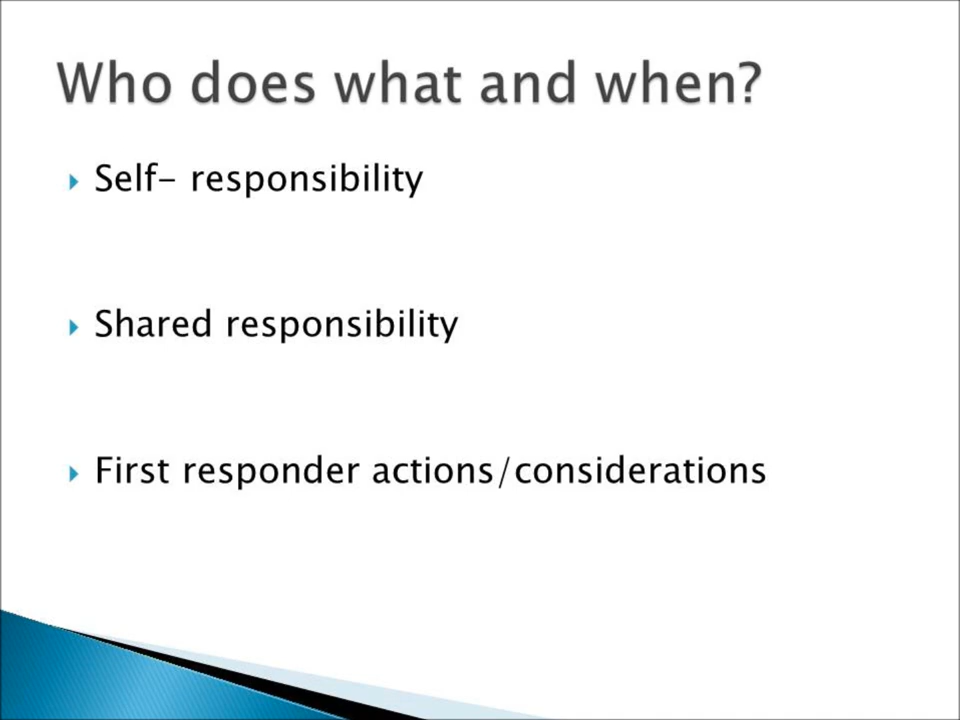 Who does what and when?
Self- responsibility
Shared responsibility
First responder actions/considerations